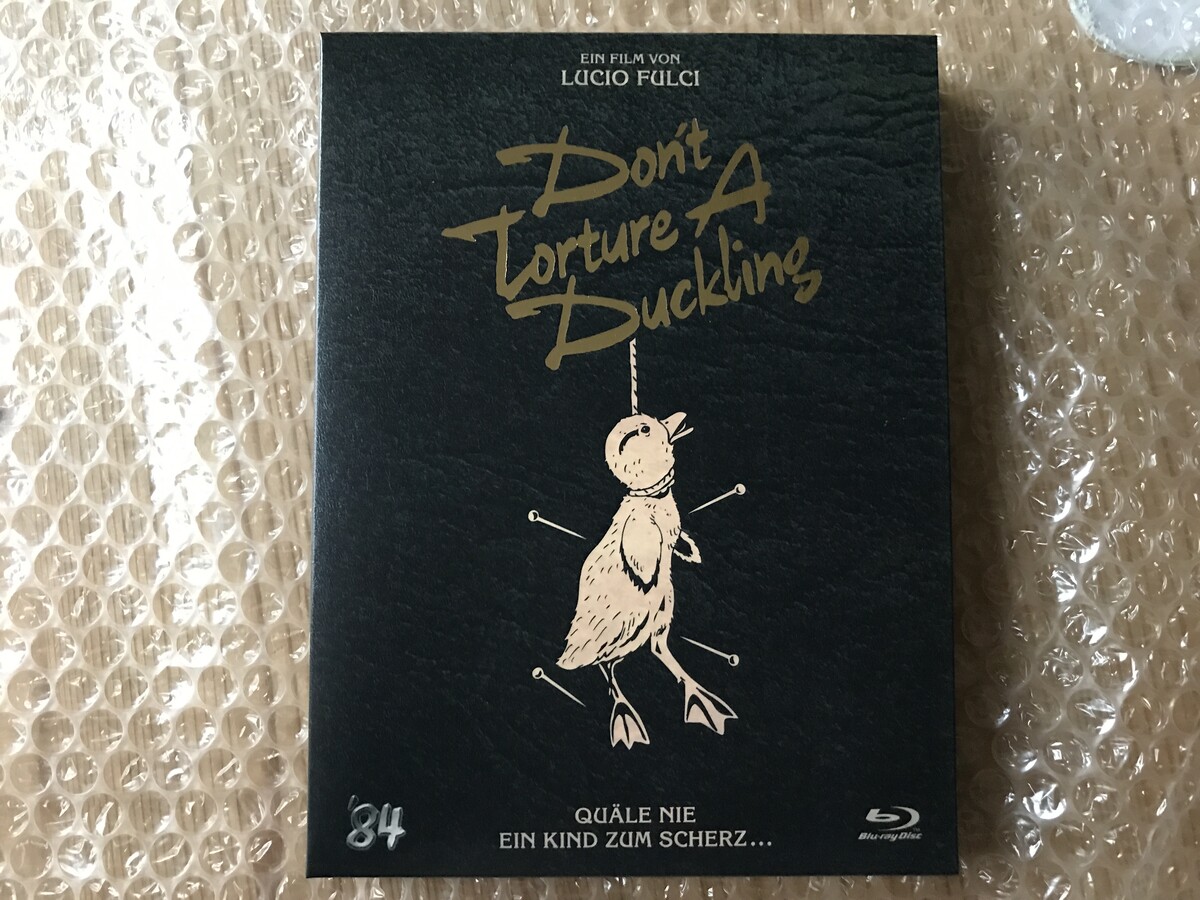 EIN FILM VON
LUCIO FULCI
Don't
Torture A
Duckling
'84
QUÄLE NIE
EIN KIND ZUM SCHERZ...
Blu-ray Disc